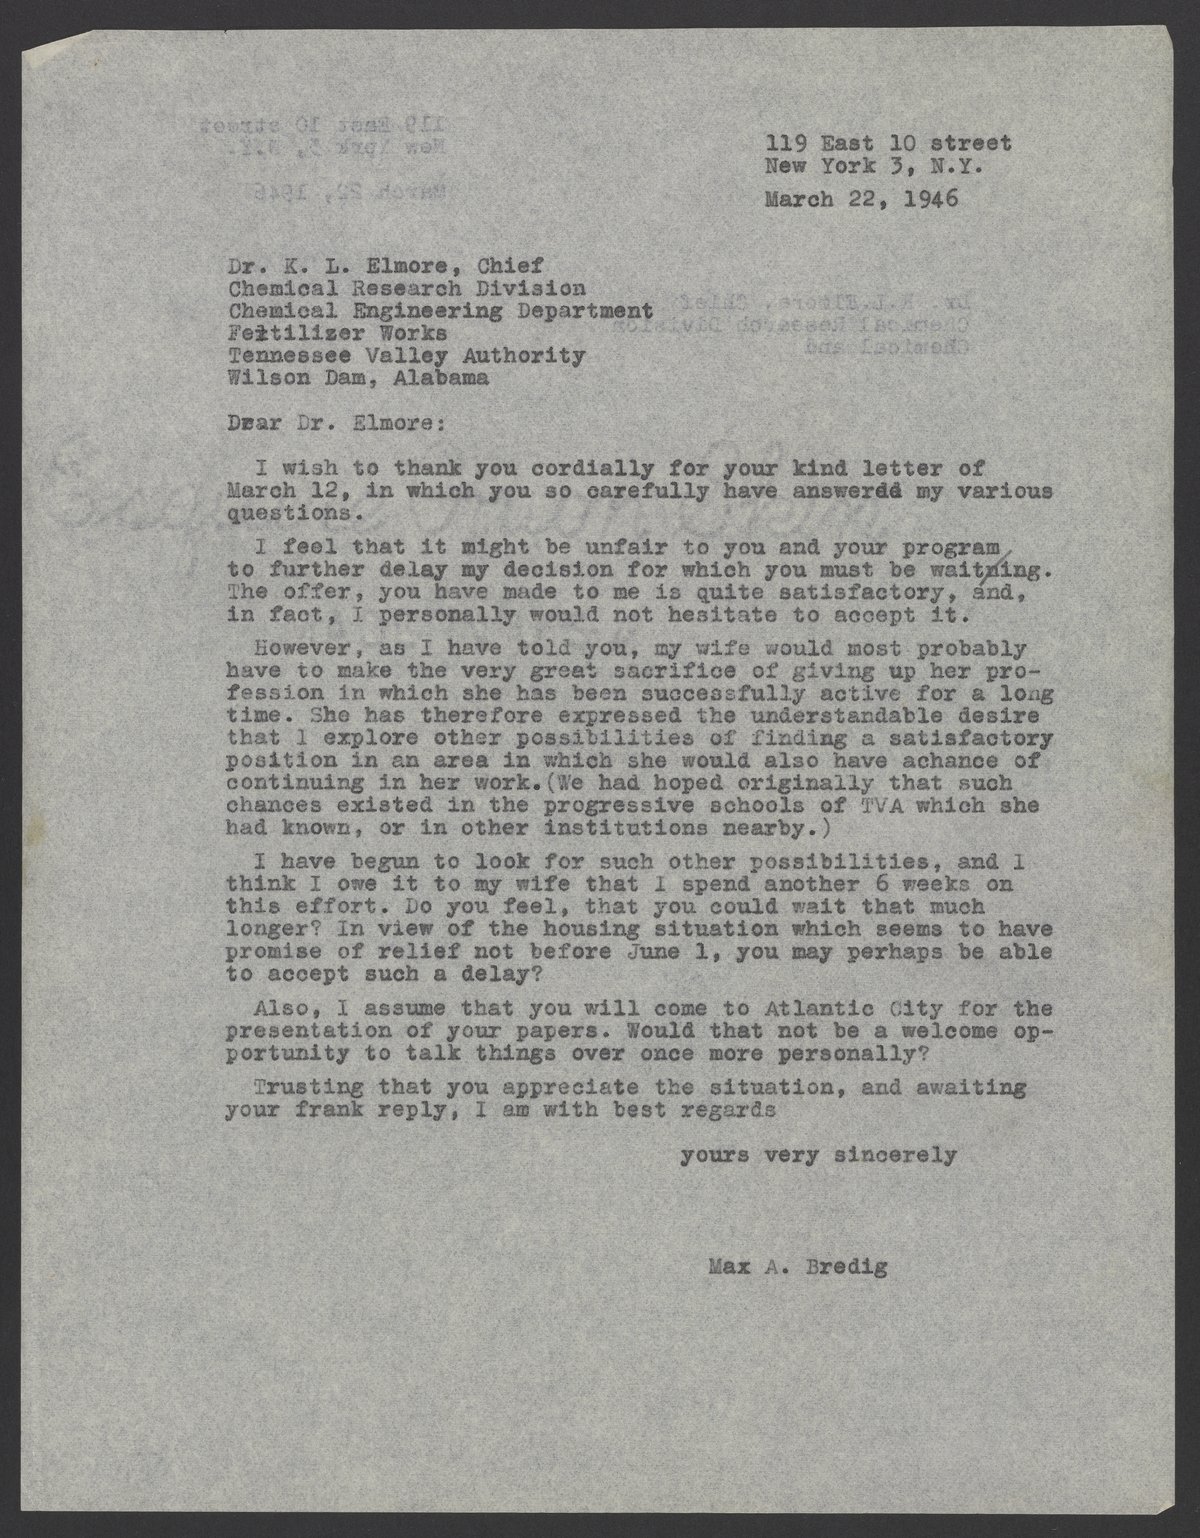 119 East 10 street
New York 3, N.Y.
March 22, 1946
Dr. K. L. Elmore, Chief
Chemical Research Division
Chemical Engineering Department
Fertilizer Works
Tennessee Valley Authority
Wilson Dam, Alabama
Dear Dr. Elmore:
I wish to thank you cordially for your kind letter of
March 12, in which you so carefully have answered my various
questions.
I feel that it might be unfair to you and your program
to further delay my decision for which you must be waiting.
The offer, you have made to me is quite satisfactory, and,
in fact, I personally would not hesitate to accept it.
However, as I have told you, my wife would most probably
have to make the very great sacrifice of giving up her pro-
fession in which she has been successfully active for a long
time. She has therefore expressed the understandable desire
that I explore other possibilities of finding a satisfactory
position in an area in which she would also have achance of
continuing in her work.(We had hoped originally that such
chances existed in the progressive schools of TVA which she
had known, or in other institutions nearby.)
I have begun to look for such other possibilities, and I
think I owe it to my wife that I spend another 6 weeks on
this effort. Do you feel, that you could wait that much
longer? In view of the housing situation which seems to have
promise of relief not before June 1, you may perhaps be able
to accept such a delay?
Also, I assume that you will come to Atlantic City for the
presentation of your papers. Would that not be a welcome op-
portunity to talk things over once more personally?
Trusting that you appreciate the situation, and awaiting
your frank reply, I am with best regards
yours very sincerely
Max A. Bredig